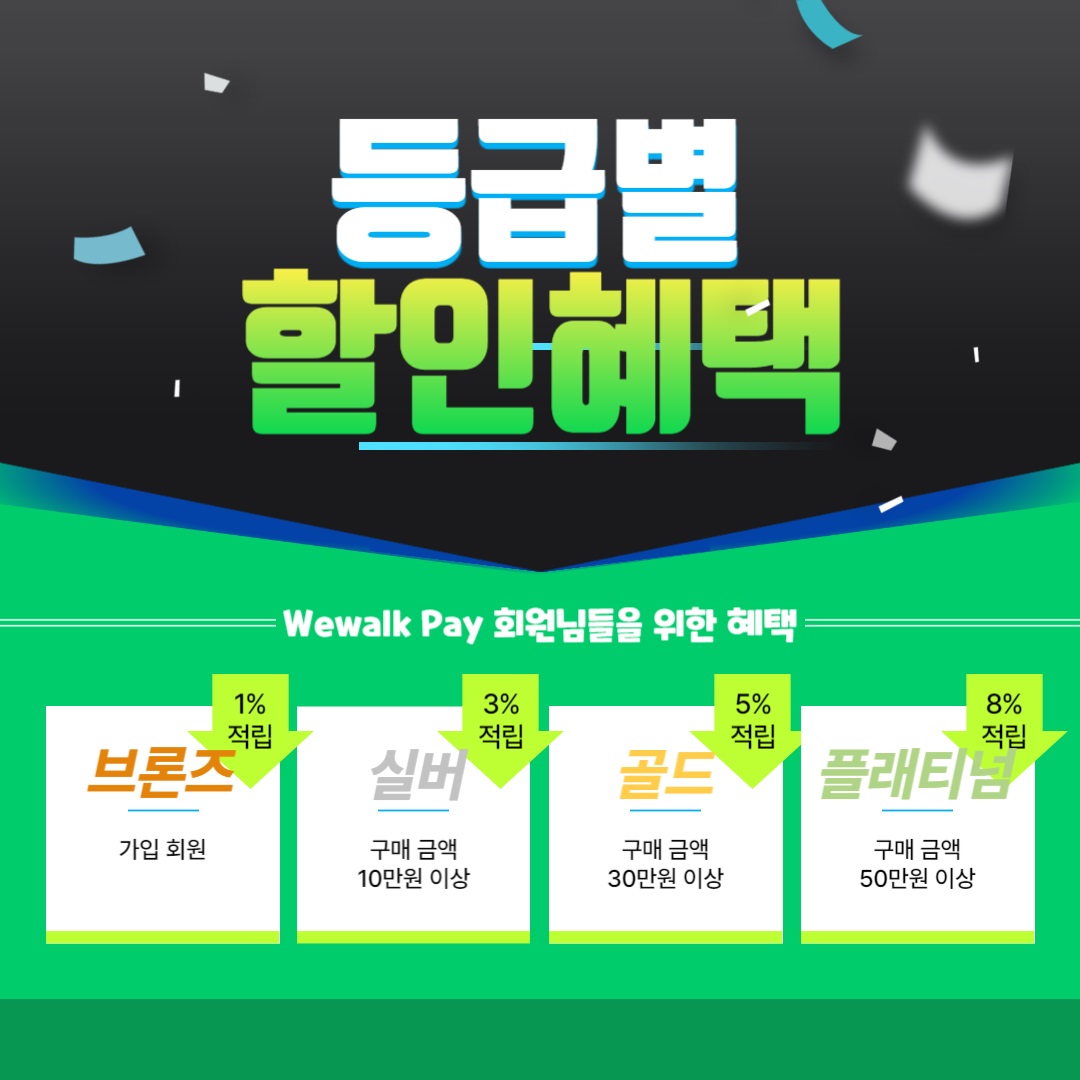 등급별
할인혜택
Wewalk Pay 회원님들을 위한 혜택
1%
적립
브론즈
가입 회원
3%
적립
실버
구매 금액
10만원 이상
5%
적립
골드
구매 금액
30만원 이상
8%
적립
플래티넘
구매 금액
50만원 이상